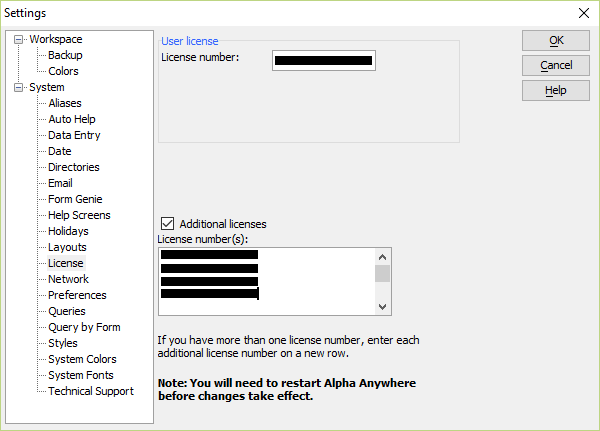 Settings
Workspace
Backup
Colors
System
Aliases
Auto Help
Data Entry
Date
Directories
Email
Form Genie
Help Screens
Holidays
Layouts
License
Network
Preferences
Queries
Query by Form
Styles
System Colors
System Fonts
Technical Support
User license
License number:
Additional licenses
License number(s):
If you have more than one license number, enter each
additional license number on a new row.
Note: You will need to restart Alpha Anywhere
before changes take effect.
OK
Cancel
Help